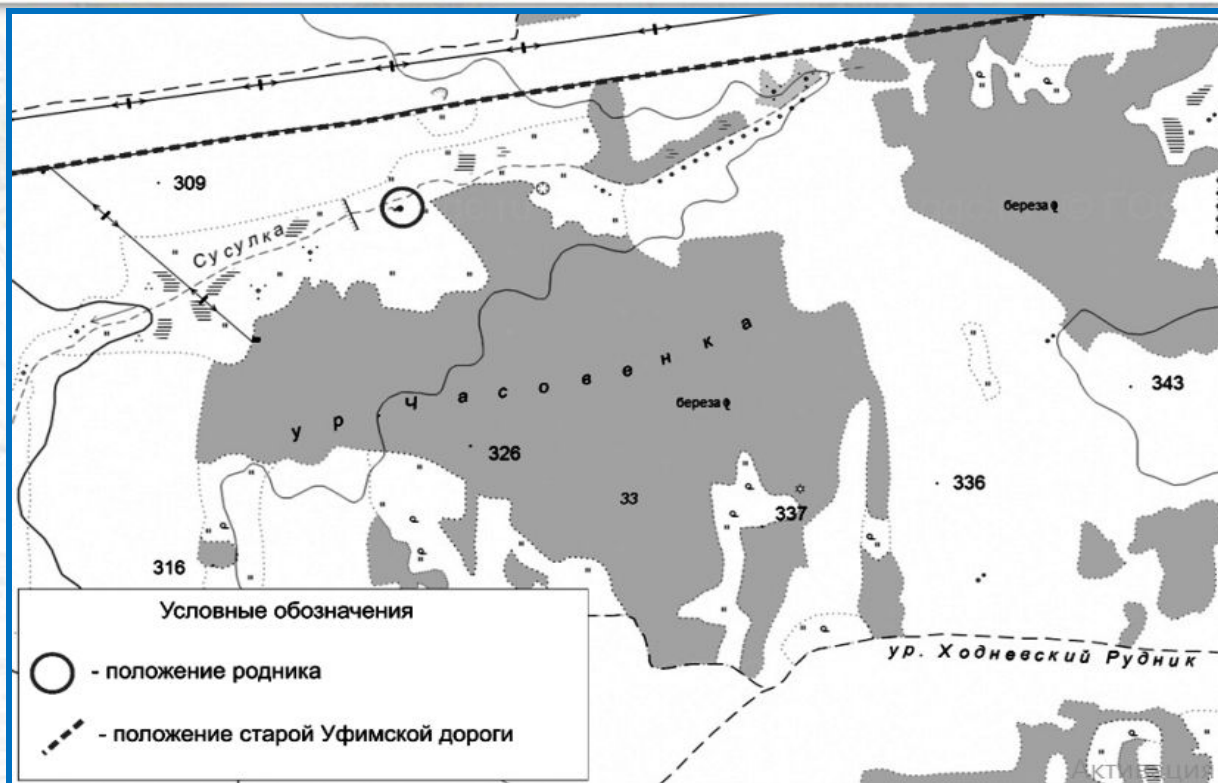 309
Сусулка
береза
343
ур Часовенка
береза
326
336
33
337
316
ур. Ходневский Рудник
Условные обозначения
- положение родника
- положение старой Уфимской дороги
Активация